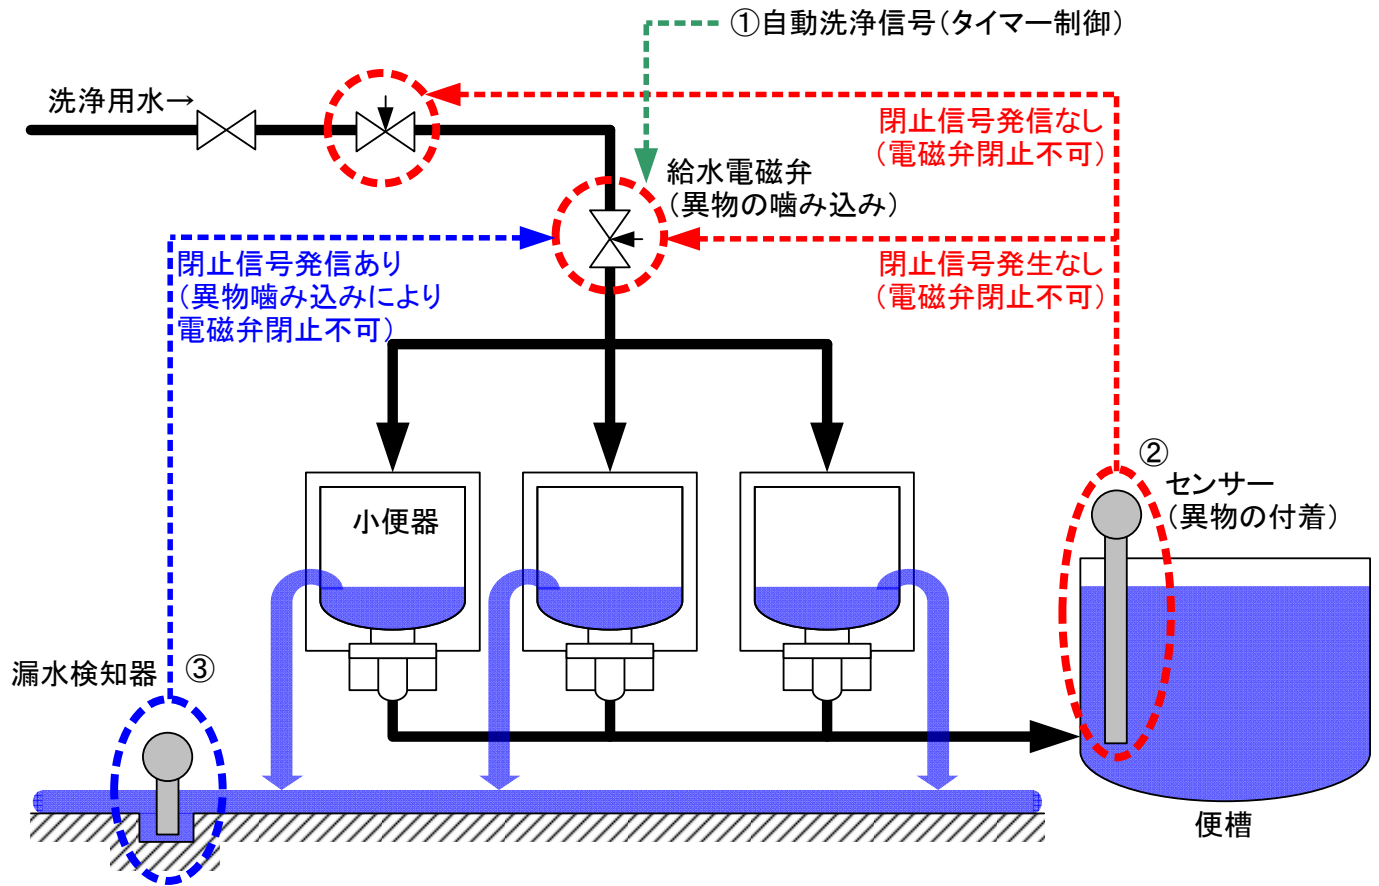 ①自動洗浄信号(タイマー制御)
洗浄用水→
閉止信号発信なし
(電磁弁閉止不可)
給水電磁弁
(異物の噛み込み)
閉止信号発信あり
(異物噛み込みにより
電磁弁閉止不可)
閉止信号発生なし
(電磁弁閉止不可)
②
センサー
(異物の付着)
小便器
漏水検知器
③
便槽